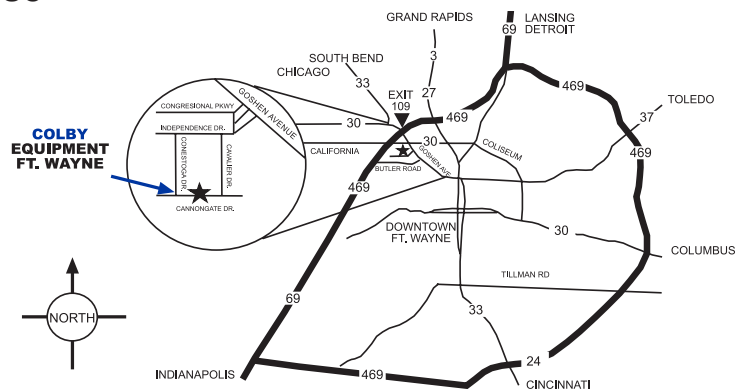 GRAND RAPIDS
LANSING
DETROIT
69
3
SOUTH BEND
CHICAGO
33
27
469
EXIT
109
469
TOLEDO
37
30
30
469
CALIFORNIA
COLISEUM
GOSHEN AVE
BUTLER ROAD
GOSHEN AVENUE
CONGRESIONAL PKWY
INDEPENDENCE DR.
CONESTOGA DR.
CAVALIER DR.
CANNONGATE DR.
COLBY
EQUIPMENT
FT. WAYNE
469
DOWNTOWN
FT. WAYNE
30
COLUMBUS
TILLMAN RD
69
33
NORTH
24
INDIANAPOLIS
469
CINCINNATI